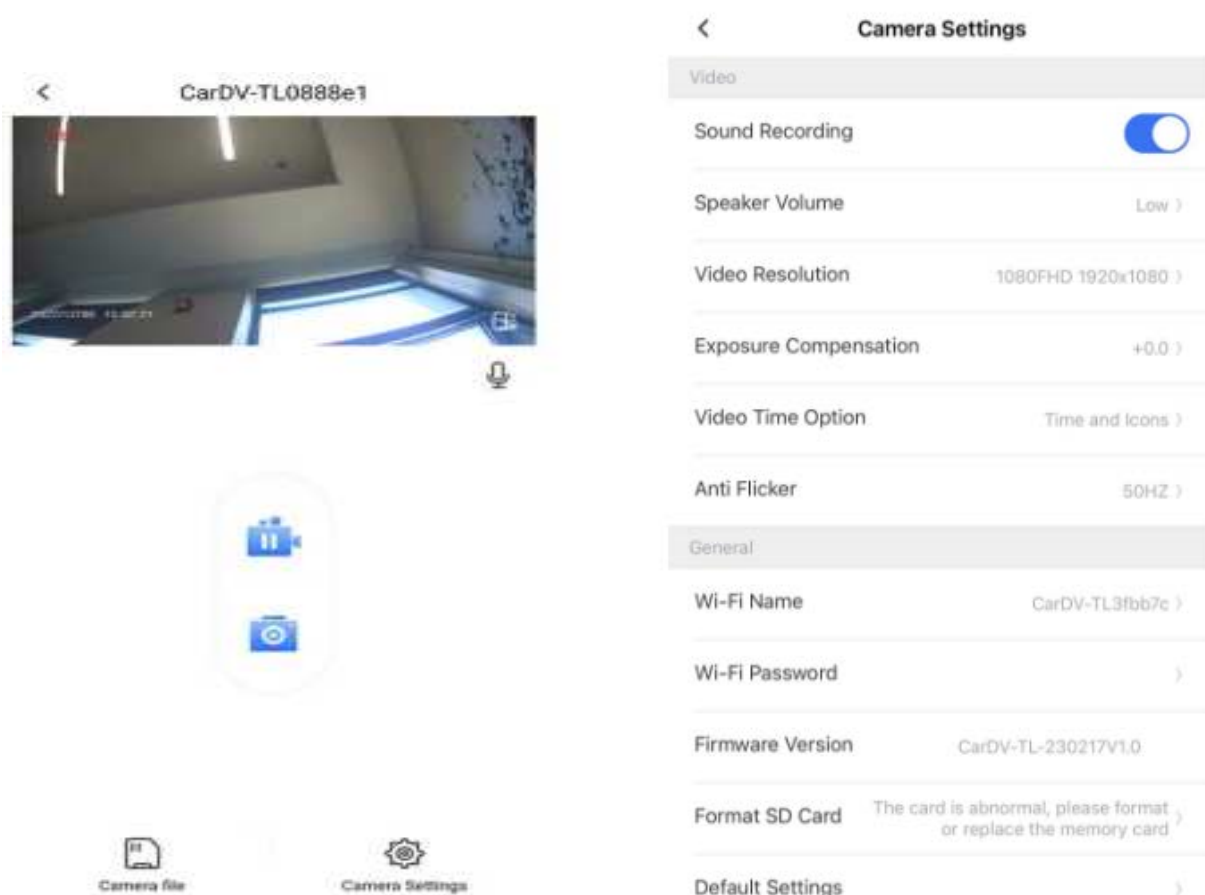 CarDV-TL0888e1
Camera file
Camera Settings
Camera Settings
Video
Sound Recording
Speaker Volume
Low
Video Resolution
1080FHD 1920x1080
Exposure Compensation
+0.0
Video Time Option
Time and Icons
Anti Flicker
50HZ
General
Wi-Fi Name
CarDV-TL3fbb7c
Wi-Fi Password
Firmware Version
CarDV-TL-230217V1.0
Format SD Card
The card is abnormal, please format
or replace the memory card
Default Settings